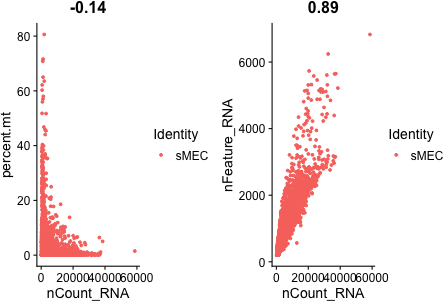 -0.14
80
60
40
20
0
percent.mt
0 20000 40000 60000
nCount_RNA
Identity
sMEC
0.89
6000
4000
2000
0
nFeature_RNA
0 20000 40000 60000
nCount_RNA
Identity
sMEC